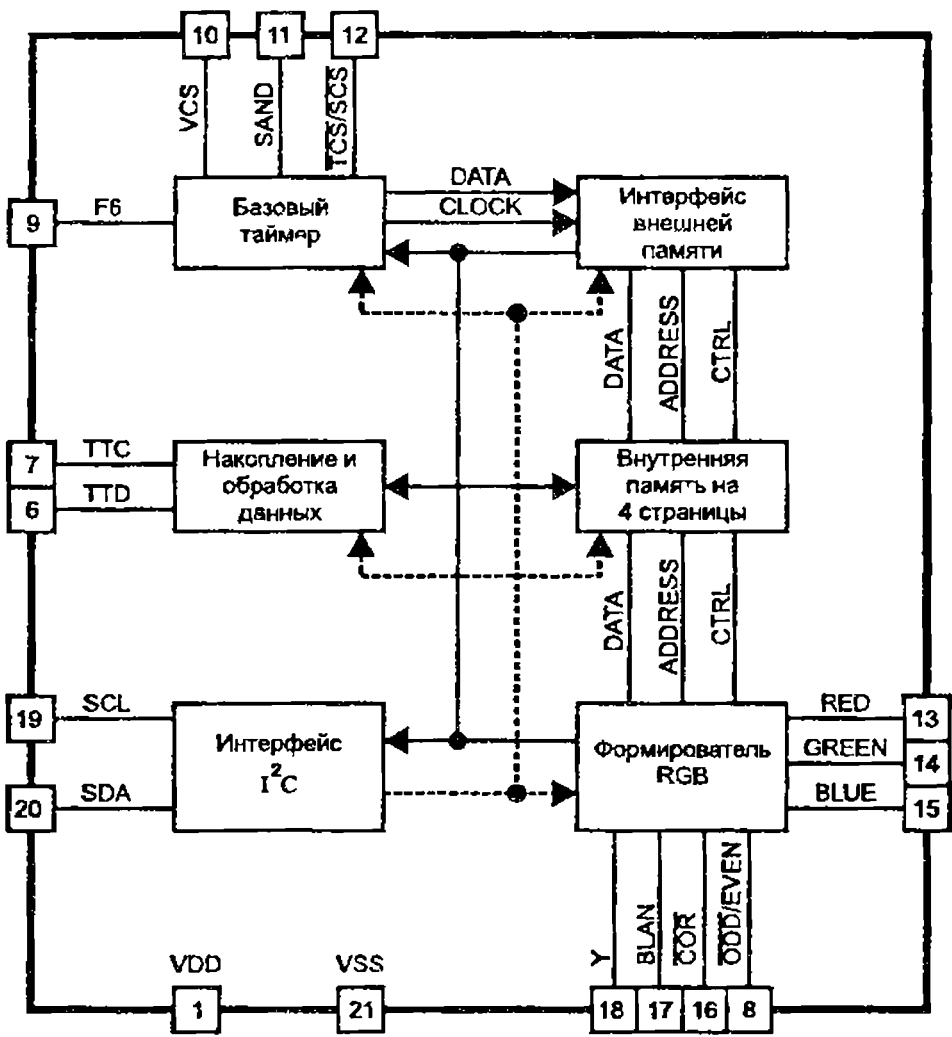 10 11 12
VCS
SAND
TCS/SCS
9
F6
Базовый
таймер
DATA
CLOCK
Интерфейс
внешней
памяти
DATA
ADDRESS
CTRL
7
TTC
6
TTD
Накопление и
обработка
данных
Внутренняя
память на
4 страницы
DATA
ADDRESS
CTRL
19
SCL
20
SDA
Интерфейс
I²C
Формирователь
RGB
RED
13
GREEN
14
BLUE
15
Y
BLAN
COR
ODD/EVEN
VDD
VSS
1
21
18 17 16 8